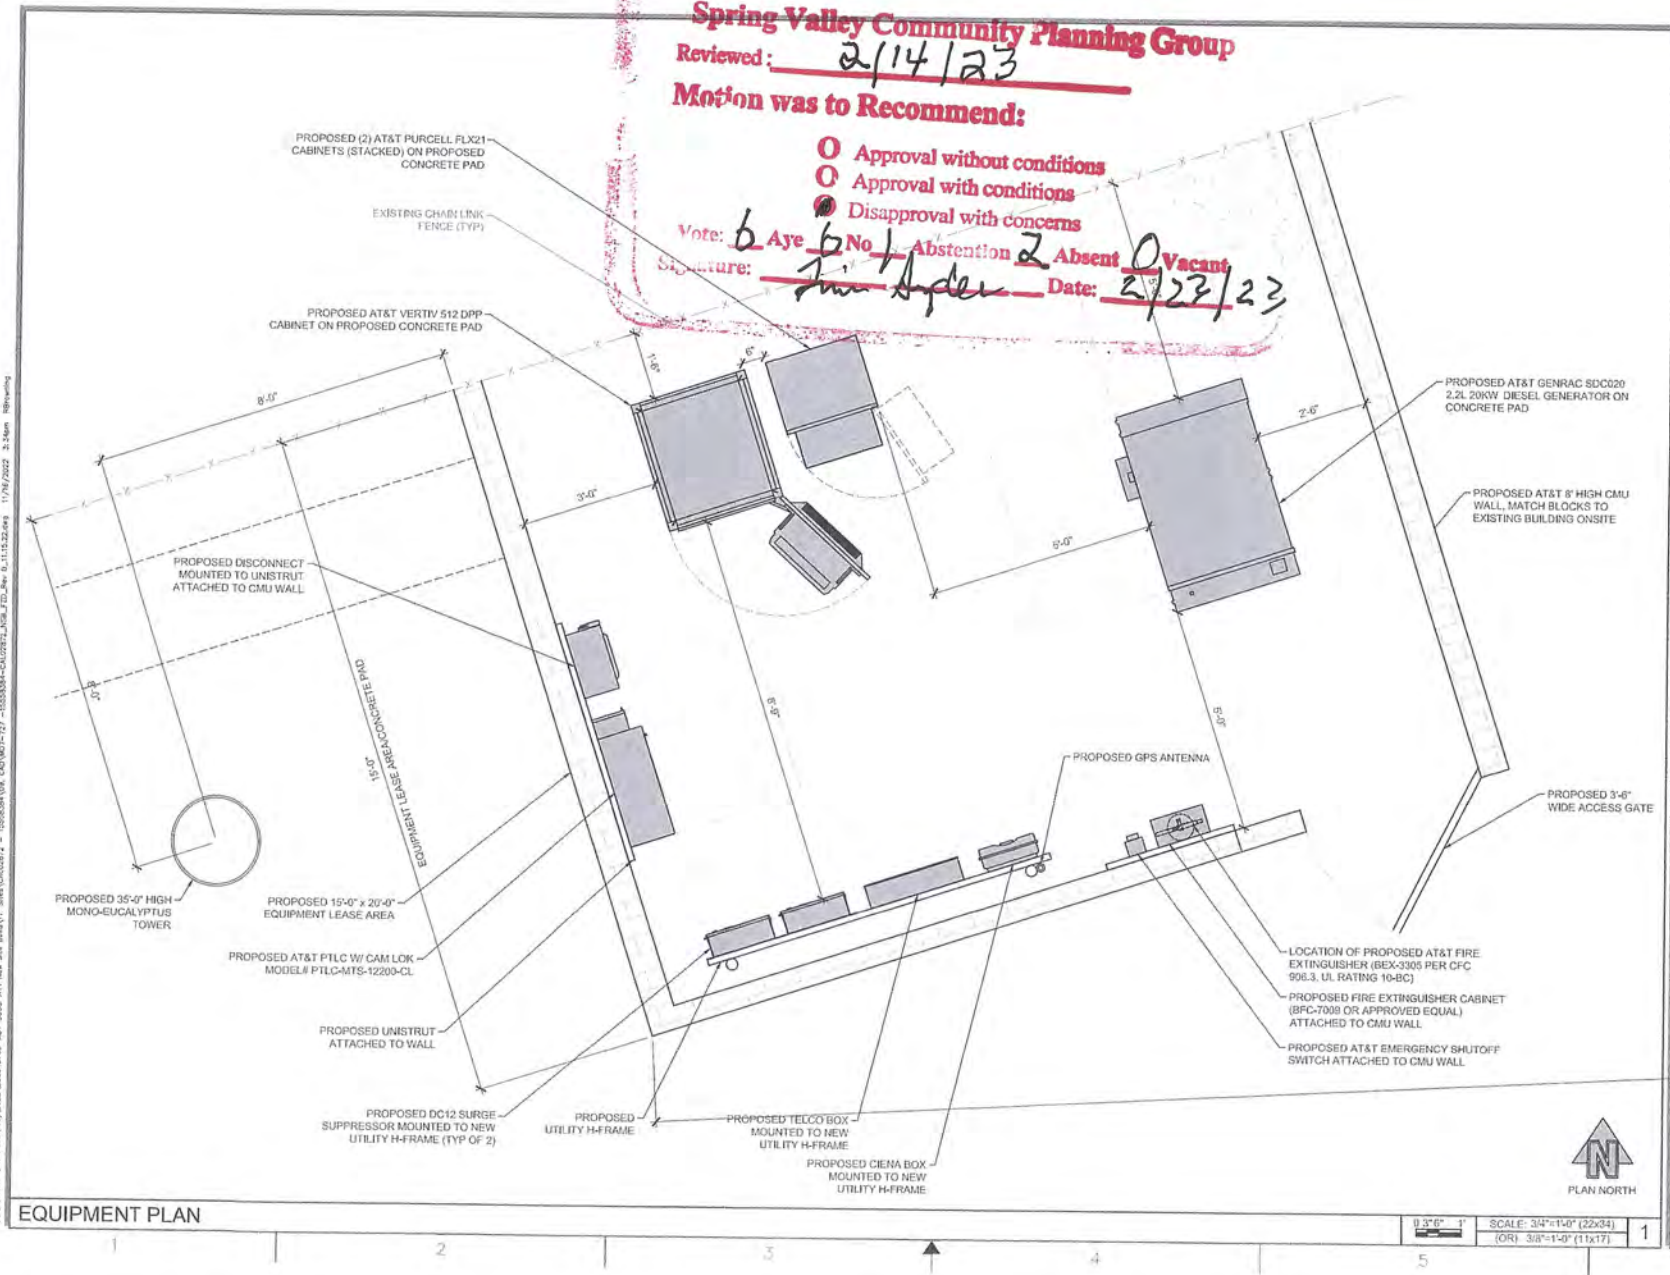 Spring Valley Community Planning Group
Reviewed: 2/14/23
Motion was to Recommend:
O Approval without conditions
O Approval with conditions
Disapproval with concerns
Vote: 6 Aye 6 No 1 Abstention 2 Absent 0 Vacant
Signature: Date: 2/23/23
PROPOSED (2) AT&T PURCELL FLX21
CABINETS (STACKED) ON PROPOSED
CONCRETE PAD
EXISTING CHAIN LINK
FENCE (TYP)
PROPOSED AT&T VERTIV 512 DPP
CABINET ON PROPOSED CONCRETE PAD
8'-0"
1'-6"
6"
3'-0"
2'-6"
6'-0"
PROPOSED AT&T GENRAC SDC020
2.2L 20KW DIESEL GENERATOR ON
CONCRETE PAD
PROPOSED AT&T 8' HIGH CMU
WALL, MATCH BLOCKS TO
EXISTING BUILDING ONSITE
PROPOSED DISCONNECT
MOUNTED TO UNISTRUT
ATTACHED TO CMU WALL
15'-0"
EQUIPMENT LEASE AREA/CONCRETE PAD
5'-0"
PROPOSED GPS ANTENNA
PROPOSED 3'-6"
WIDE ACCESS GATE
PROPOSED 35'-0" HIGH
MONO-EUCALYPTUS
TOWER
PROPOSED 15'-0" x 20'-0"
EQUIPMENT LEASE AREA
PROPOSED AT&T PTLC W/ CAM LOK
MODEL# PTLC-MTS-12200-CL
PROPOSED UNISTRUT
ATTACHED TO WALL
LOCATION OF PROPOSED AT&T FIRE
EXTINGUISHER (BEX-3305 PER CFC
906.3, UL RATING 10-BC)
PROPOSED FIRE EXTINGUISHER CABINET
(BFC-7009 OR APPROVED EQUAL)
ATTACHED TO CMU WALL
PROPOSED AT&T EMERGENCY SHUTOFF
SWITCH ATTACHED TO CMU WALL
PROPOSED DC12 SURGE
SUPPRESSOR MOUNTED TO NEW
UTILITY H-FRAME (TYP OF 2)
PROPOSED
UTILITY H-FRAME
PROPOSED TELCO BOX
MOUNTED TO NEW
UTILITY H-FRAME
PROPOSED CIENA BOX
MOUNTED TO NEW
UTILITY H-FRAME
N
PLAN NORTH
EQUIPMENT PLAN
0 3"6" 1'
SCALE: 3/4"=1'-0" (22x34)
(OR) 3/8"=1'-0" (11x17)
1
1 2 3 4 5